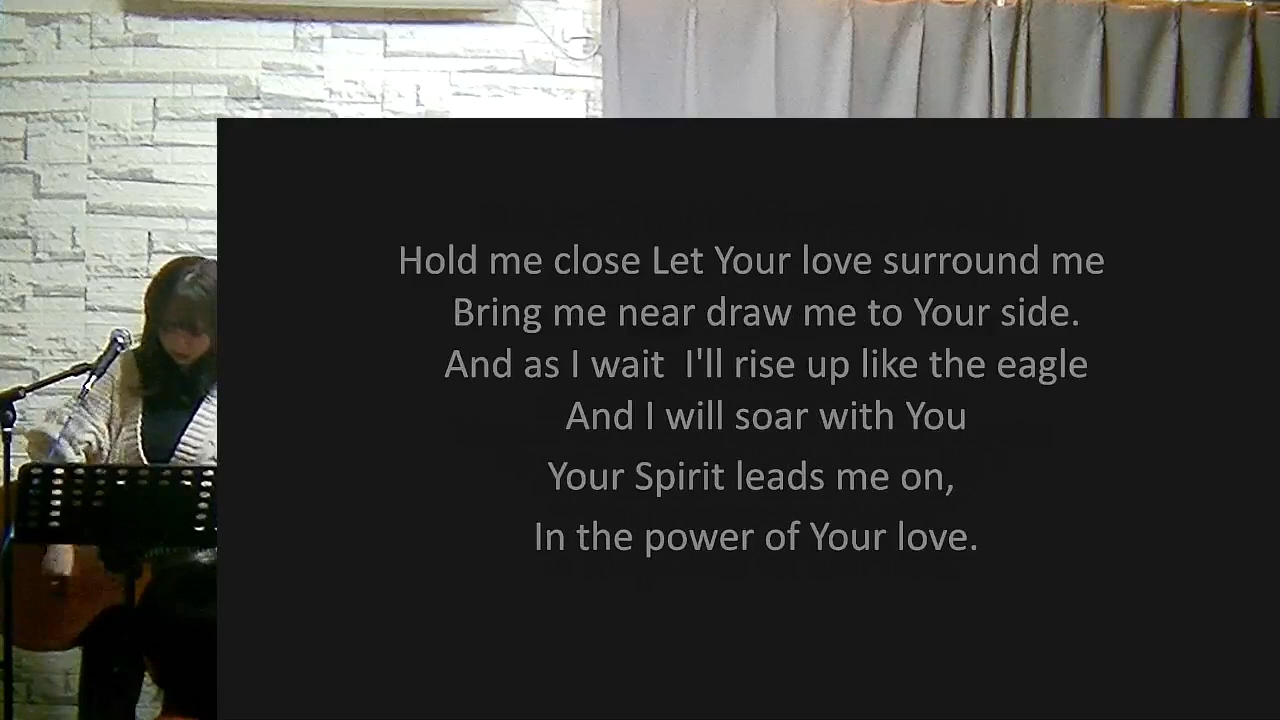 Hold me close Let Your love surround me
Bring me near draw me to Your side.
And as I wait  I'll rise up like the eagle
And I will soar with You
Your Spirit leads me on,
In the power of Your love.